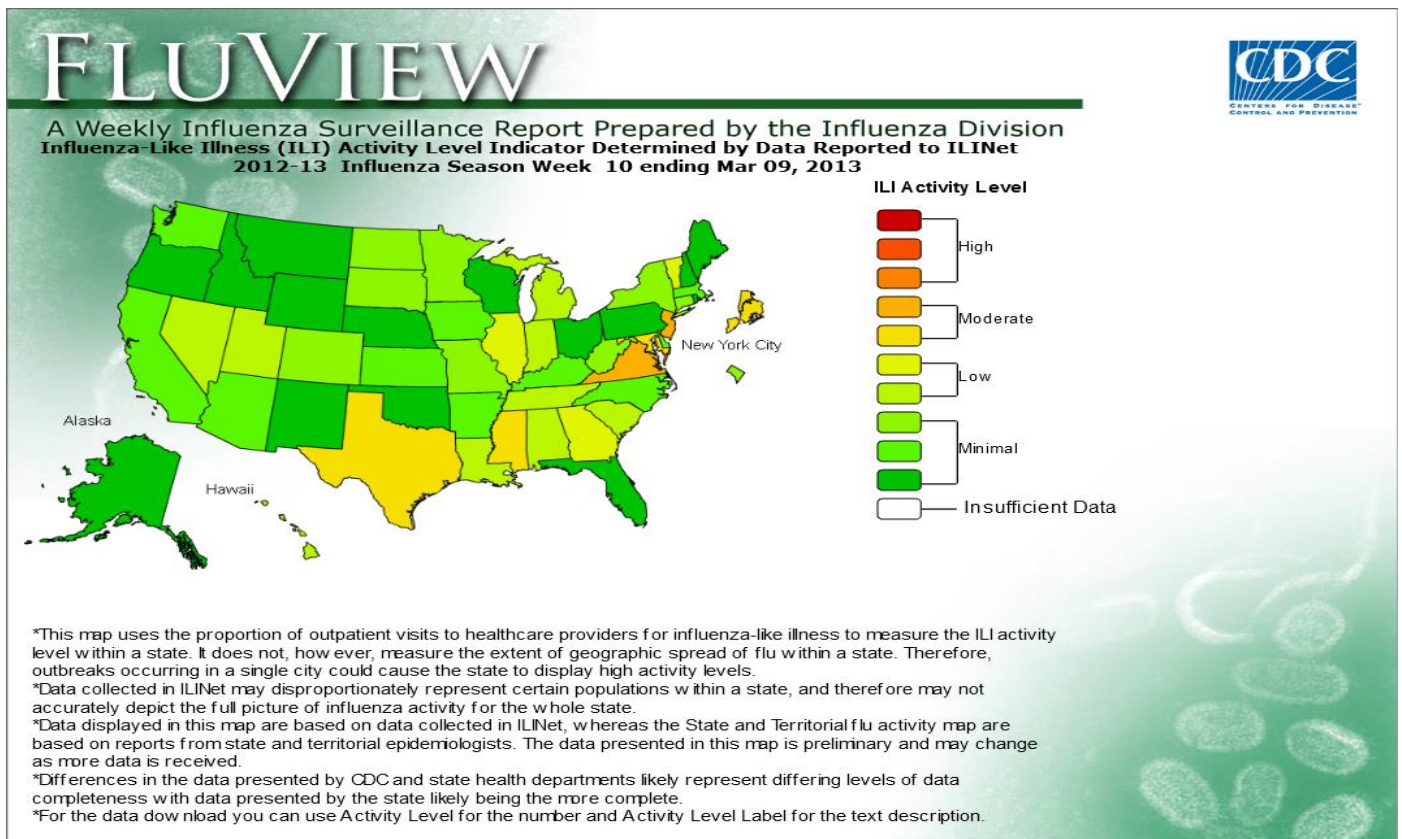 FLUVIEW
CDC
CENTERS FOR DISEASE™
CONTROL AND PREVENTION
A Weekly Influenza Surveillance Report Prepared by the Influenza Division
Influenza-Like Illness (ILI) Activity Level Indicator Determined by Data Reported to ILINet
2012-13 Influenza Season Week 10 ending Mar 09, 2013
ILI Activity Level
High
Moderate
Low
Minimal
Insufficient Data
New York City
Alaska
Hawaii
*This map uses the proportion of outpatient visits to healthcare providers for influenza-like illness to measure the ILI activity
level within a state. It does not, however, measure the extent of geographic spread of flu within a state. Therefore,
outbreaks occurring in a single city could cause the state to display high activity levels.
*Data collected in ILINet may disproportionately represent certain populations within a state, and therefore may not
accurately depict the full picture of influenza activity for the whole state.
*Data displayed in this map are based on data collected in ILINet, whereas the State and Territorial flu activity map are
based on reports from state and territorial epidemiologists. The data presented in this map is preliminary and may change
as more data is received.
*Differences in the data presented by CDC and state health departments likely represent differing levels of data
completeness with data presented by the state likely being the more complete.
*For the data download you can use Activity Level for the number and Activity Level Label for the text description.